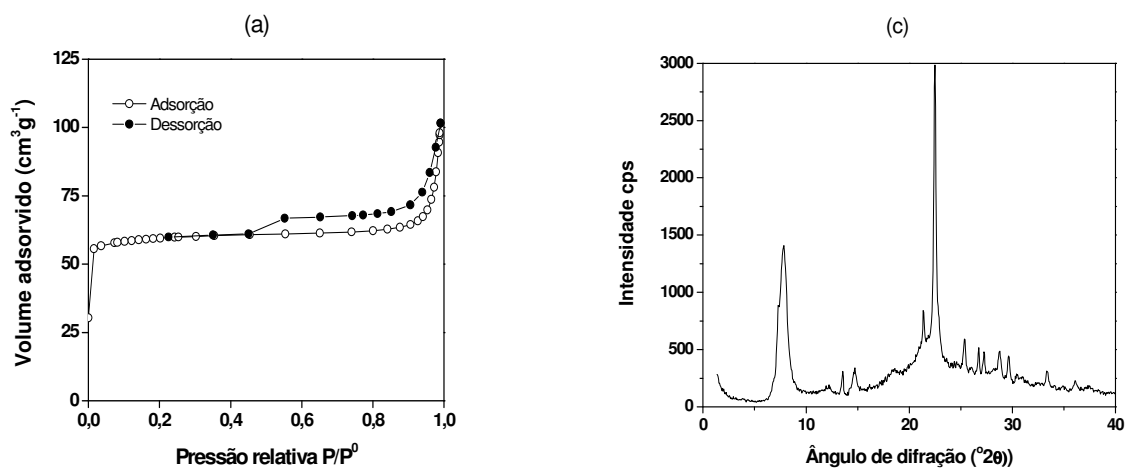 (a)
125
100
75
50
25
0
Adsorção
Dessorção
Volume adsorvido (cm³g⁻¹)
0,0 0,2 0,4 0,6 0,8 1,0
Pressão relativa P/P⁰
(c)
3000
2500
2000
1500
1000
500
0
Intensidade cps
0 10 20 30 40
Ângulo de difração (°2θ))